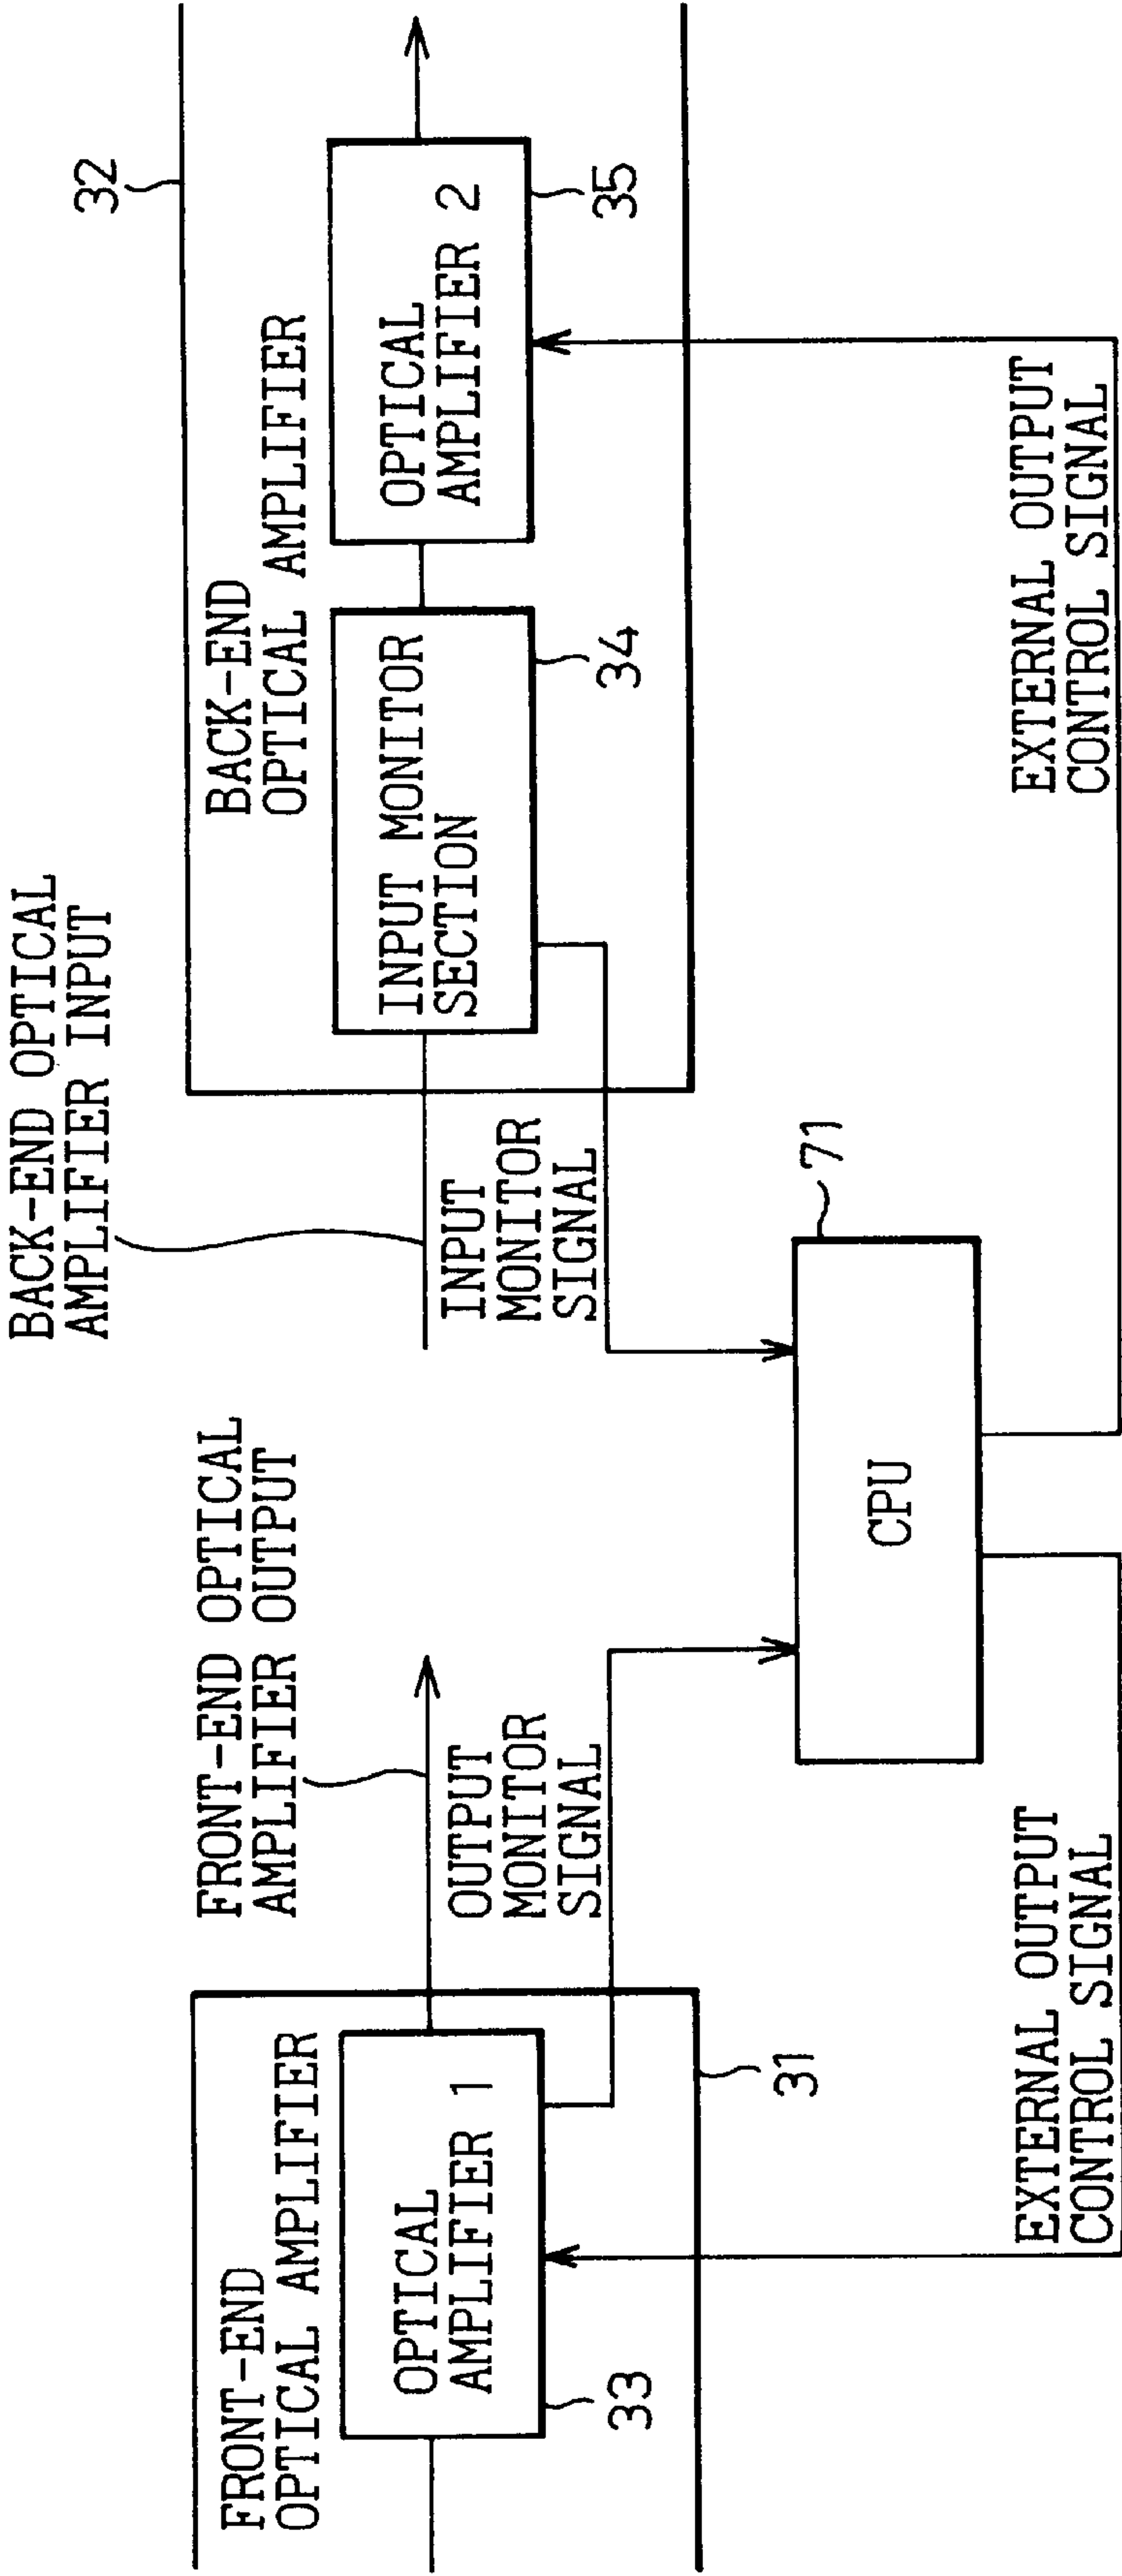 FRONT-END
OPTICAL AMPLIFIER
OPTICAL
AMPLIFIER 1
33
31
FRONT-END OPTICAL
AMPLIFIER OUTPUT
OUTPUT
MONITOR
SIGNAL
EXTERNAL OUTPUT
CONTROL SIGNAL
CPU
71
BACK-END OPTICAL
AMPLIFIER INPUT
INPUT
MONITOR
SIGNAL
BACK-END
OPTICAL AMPLIFIER
32
INPUT MONITOR
SECTION
34
OPTICAL
AMPLIFIER 2
35
EXTERNAL OUTPUT
CONTROL SIGNAL